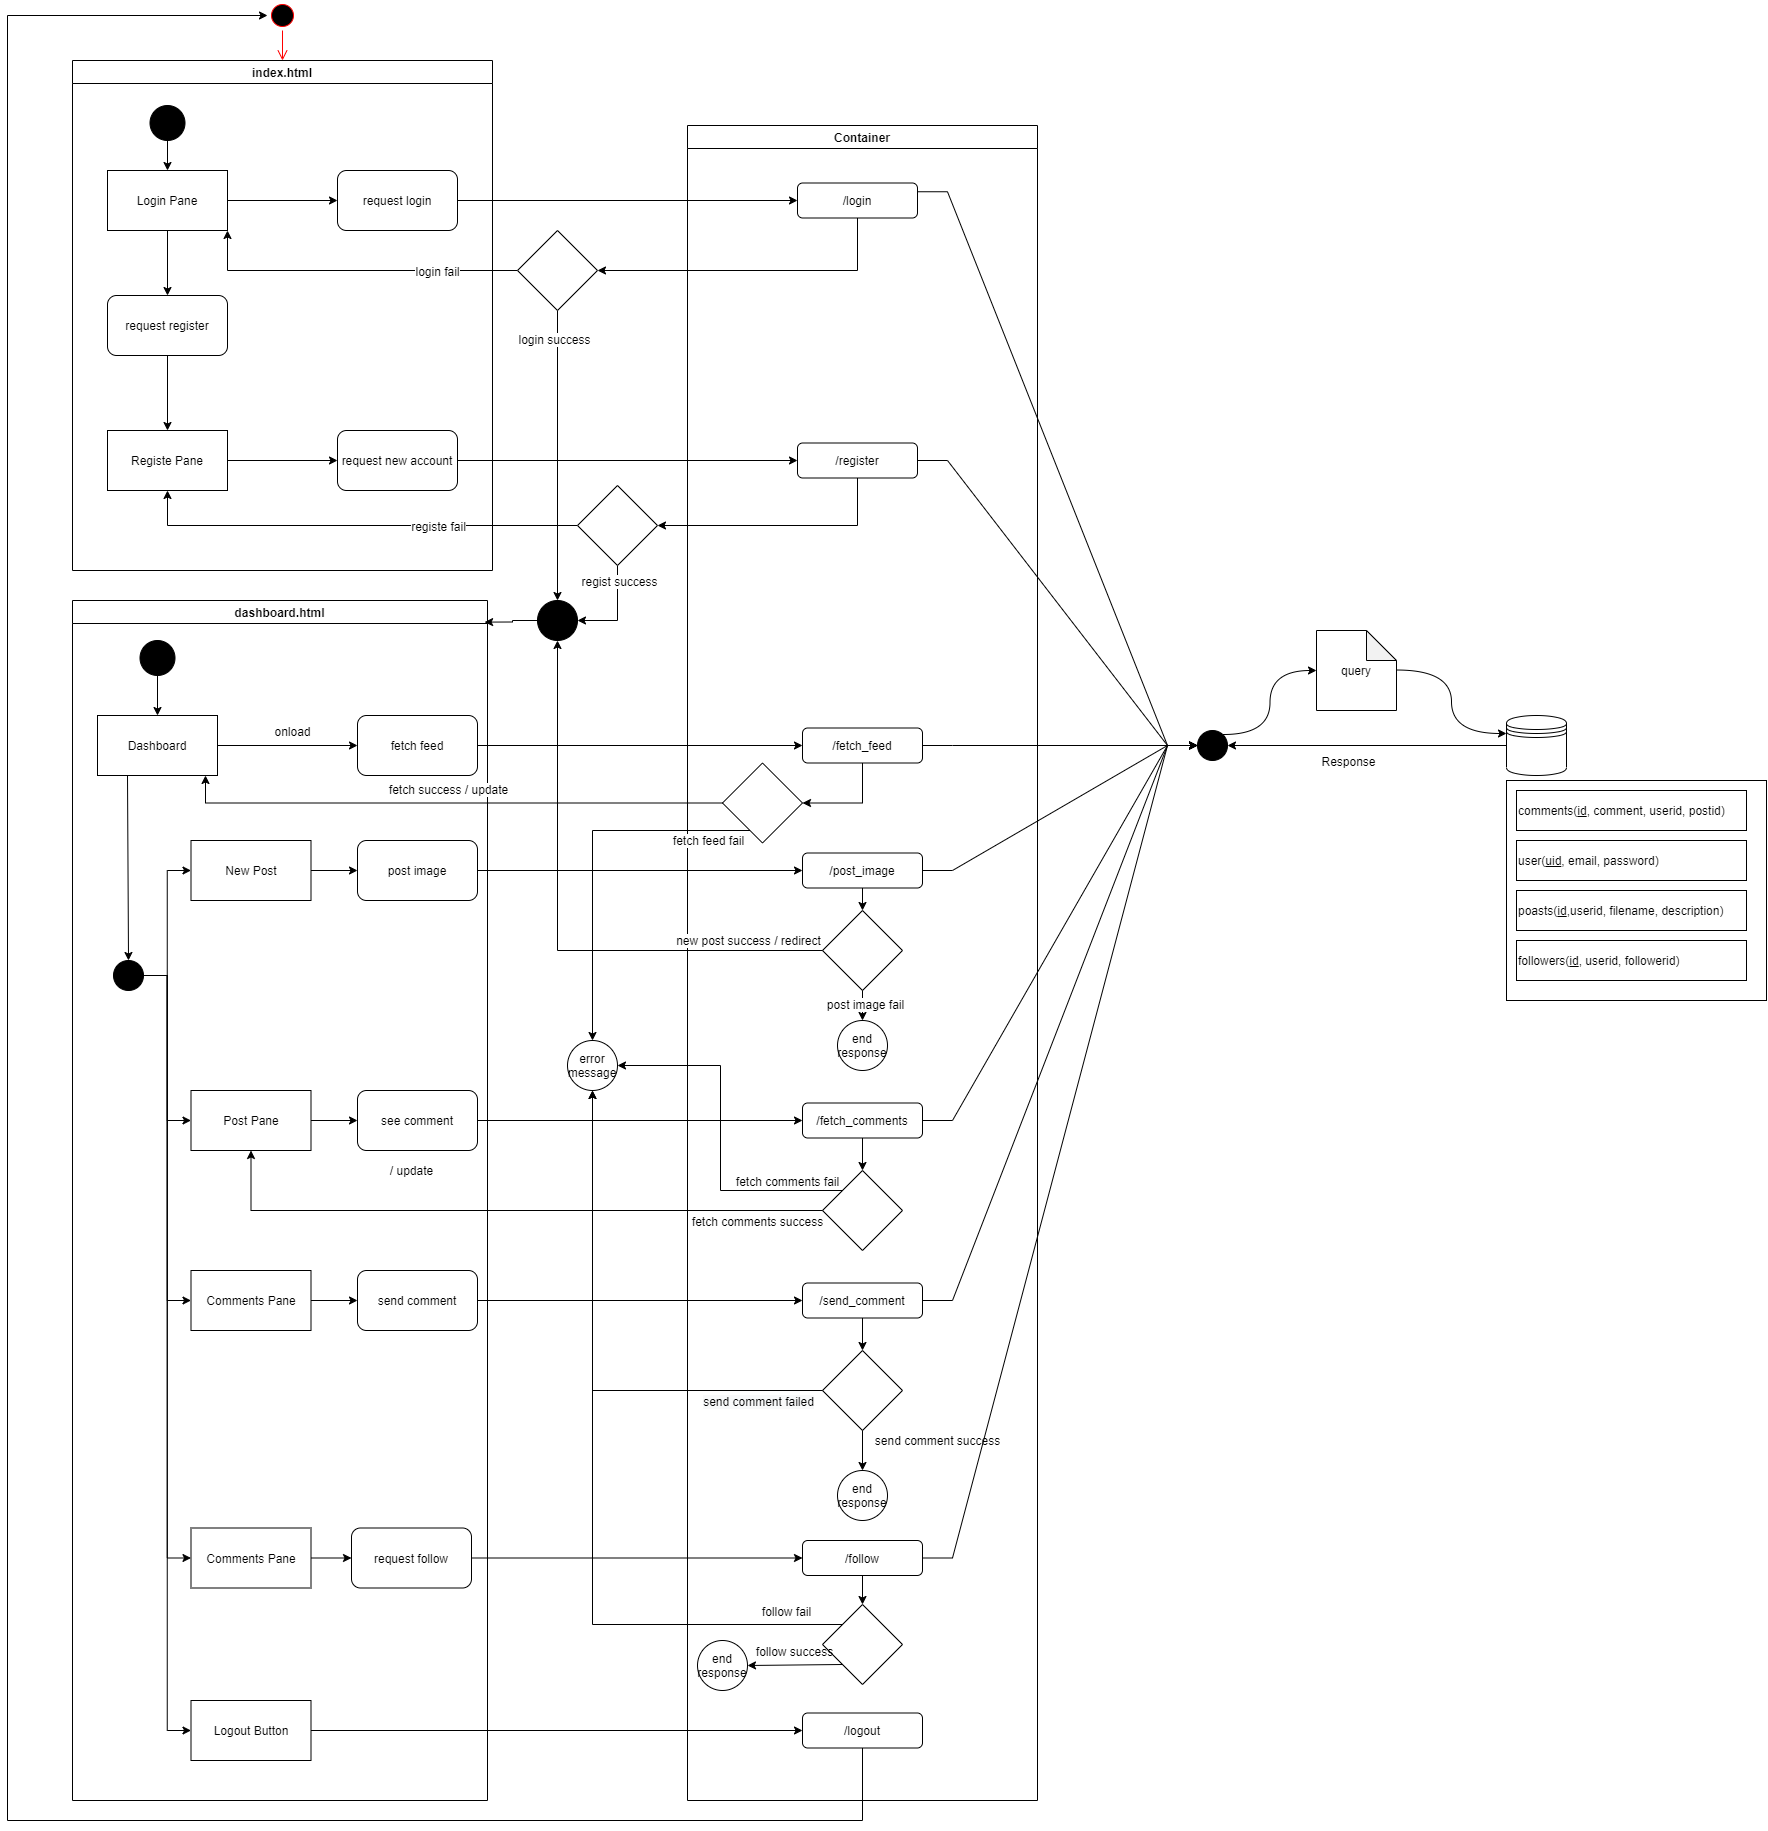 index.html
Container
Login Pane
request login
/login
login fail
login success
request register
Registe Pane
request new account
/register
registe fail
regist success
dashboard.html
query
Dashboard
onload
fetch feed
/fetch_feed
Response
fetch success / update
fetch feed fail
comments(id, comment, userid, postid)
user(uid, email, password)
poasts(id,userid, filename, description)
followers(id, userid, followerid)
New Post
post image
/post_image
new post success / redirect
post image fail
end
response
error
message
Post Pane
see comment
/fetch_comments
/ update
fetch comments fail
fetch comments success
Comments Pane
send comment
/send_comment
send comment failed
send comment success
end
response
Comments Pane
request follow
/follow
follow fail
follow success
end
response
Logout Button
/logout